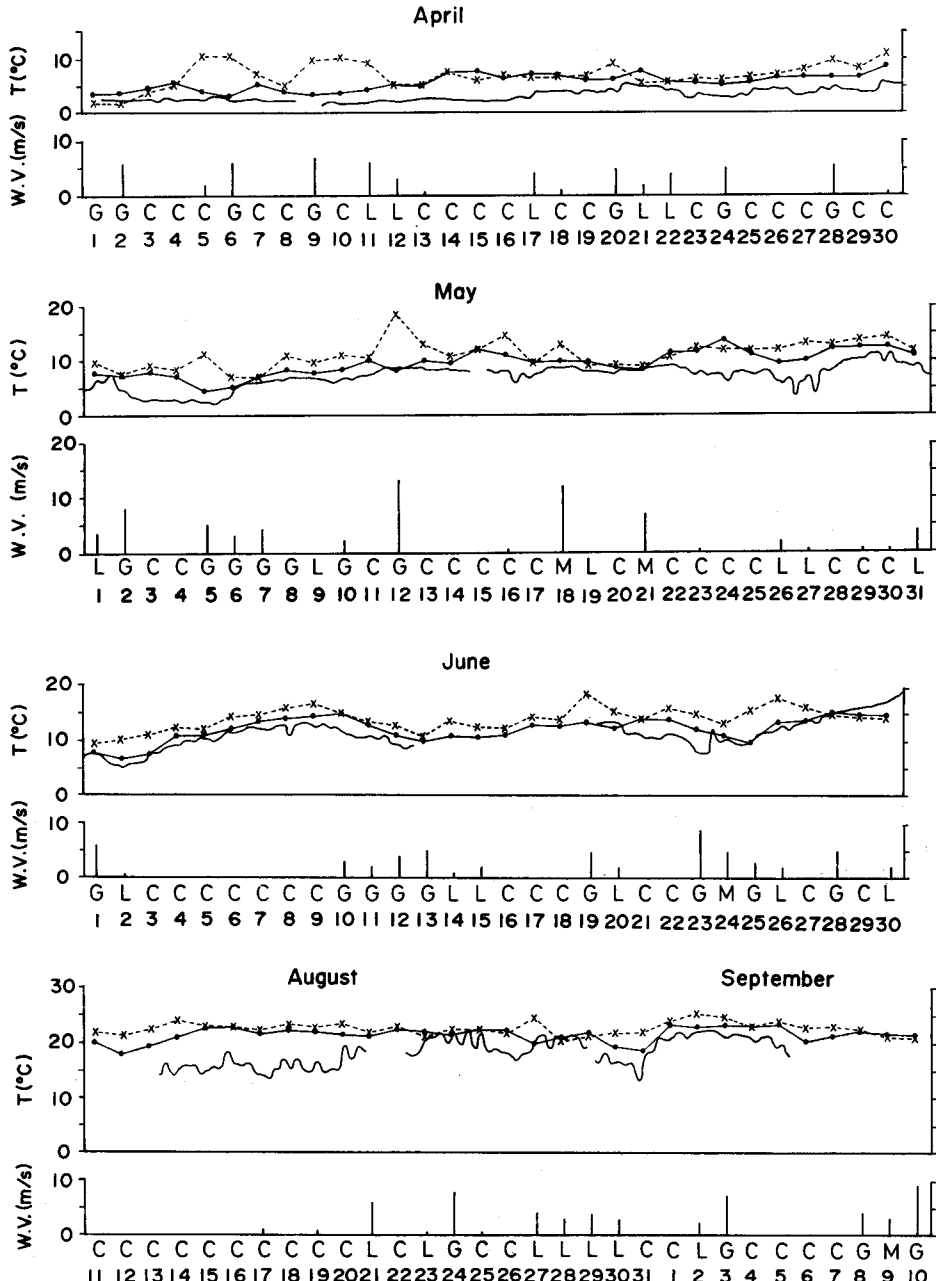 April
T (°C)
10
0
W.V.(m/s)
10
0
G G C C C G C C G C L L C C C C L C C G L L C G C C C G C C
1 2 3 4 5 6 7 8 9 10 11 12 13 14 15 16 17 18 19 20 21 22 23 24 25 26 27 28 29 30
May
T (°C)
20
10
0
W.V. (m/s)
20
10
0
L G C C G G G G L G C G C C C C C M L C M C C C C L L C C C L
1 2 3 4 5 6 7 8 9 10 11 12 13 14 15 16 17 18 19 20 21 22 23 24 25 26 27 28 29 30 31
June
T (°C)
20
10
0
W.V.(m/s)
10
0
G L C C C C C C C G G G G L L C C C G L C C G M G L C G C L
1 2 3 4 5 6 7 8 9 10 11 12 13 14 15 16 17 18 19 20 21 22 23 24 25 26 27 28 29 30
August September
T (°C)
30
20
10
0
W.V.(m/s)
10
0
C C C C C C C C C C L C L G C C L L L L C C L G C C C C G M G
11 12 13 14 15 16 17 18 19 20 21 22 23 24 25 26 27 28 29 30 31 1 2 3 4 5 6 7 8 9 10